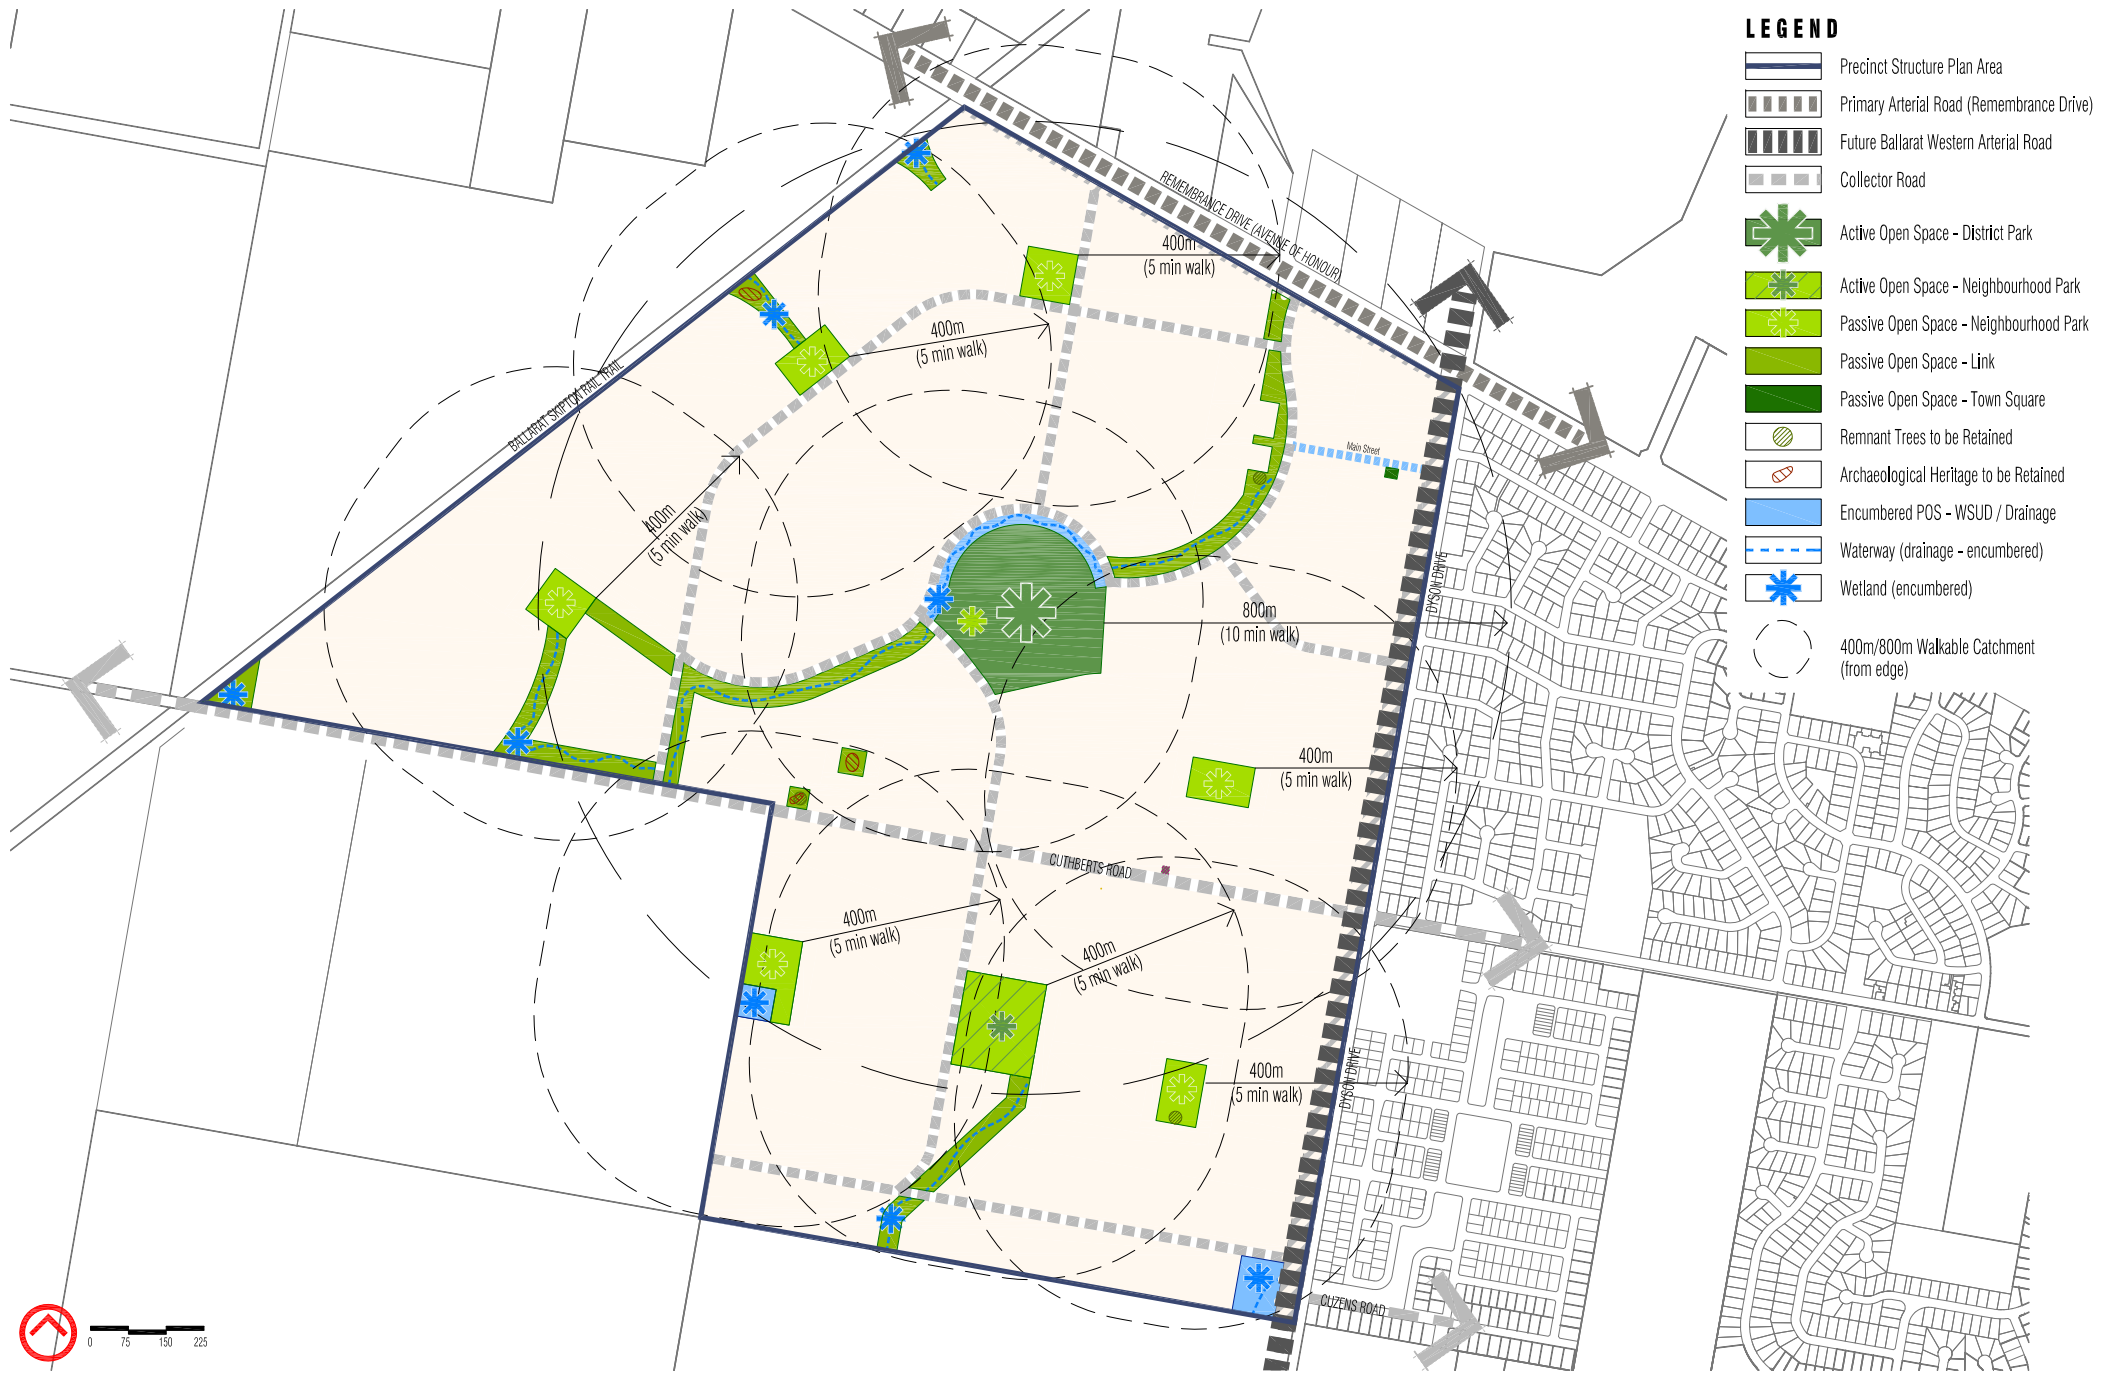 LEGEND
Precinct Structure Plan Area
Primary Arterial Road (Remembrance Drive)
Future Ballarat Western Arterial Road
Collector Road
Active Open Space - District Park
Active Open Space - Neighbourhood Park
Passive Open Space - Neighbourhood Park
Passive Open Space - Link
Passive Open Space - Town Square
Remnant Trees to be Retained
Archaeological Heritage to be Retained
Encumbered POS - WSUD / Drainage
Waterway (drainage - encumbered)
Wetland (encumbered)
400m/800m Walkable Catchment
(from edge)
REMEMBRANCE DRIVE (AVENUE OF HONOUR)
400m
(5 min walk)
400m
(5 min walk)
BALLARAT SKIPTON RAIL TRAIL
Main Street
400m
(5 min walk)
DYSON DRIVE
800m
(10 min walk)
400m
(5 min walk)
CUTHBERTS ROAD
400m
(5 min walk)
400m
(5 min walk)
400m
(5 min walk)
DYSON DRIVE
CUZENS ROAD
0 75 150 225